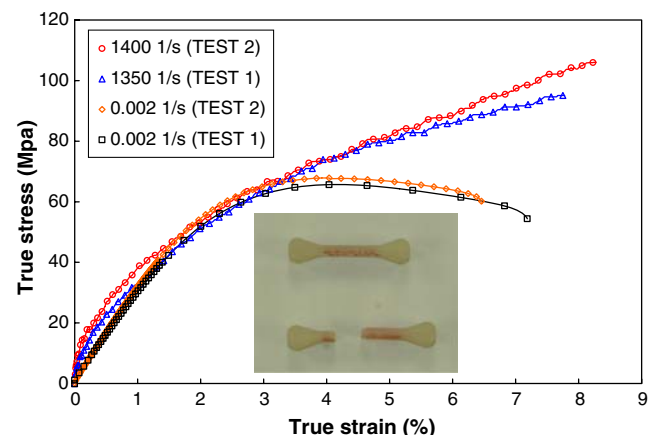 120
100
80
60
40
20
0
True stress (Mpa)
1400 1/s (TEST 2)
1350 1/s (TEST 1)
0.002 1/s (TEST 2)
0.002 1/s (TEST 1)
0 1 2 3 4 5 6 7 8 9
True strain (%)